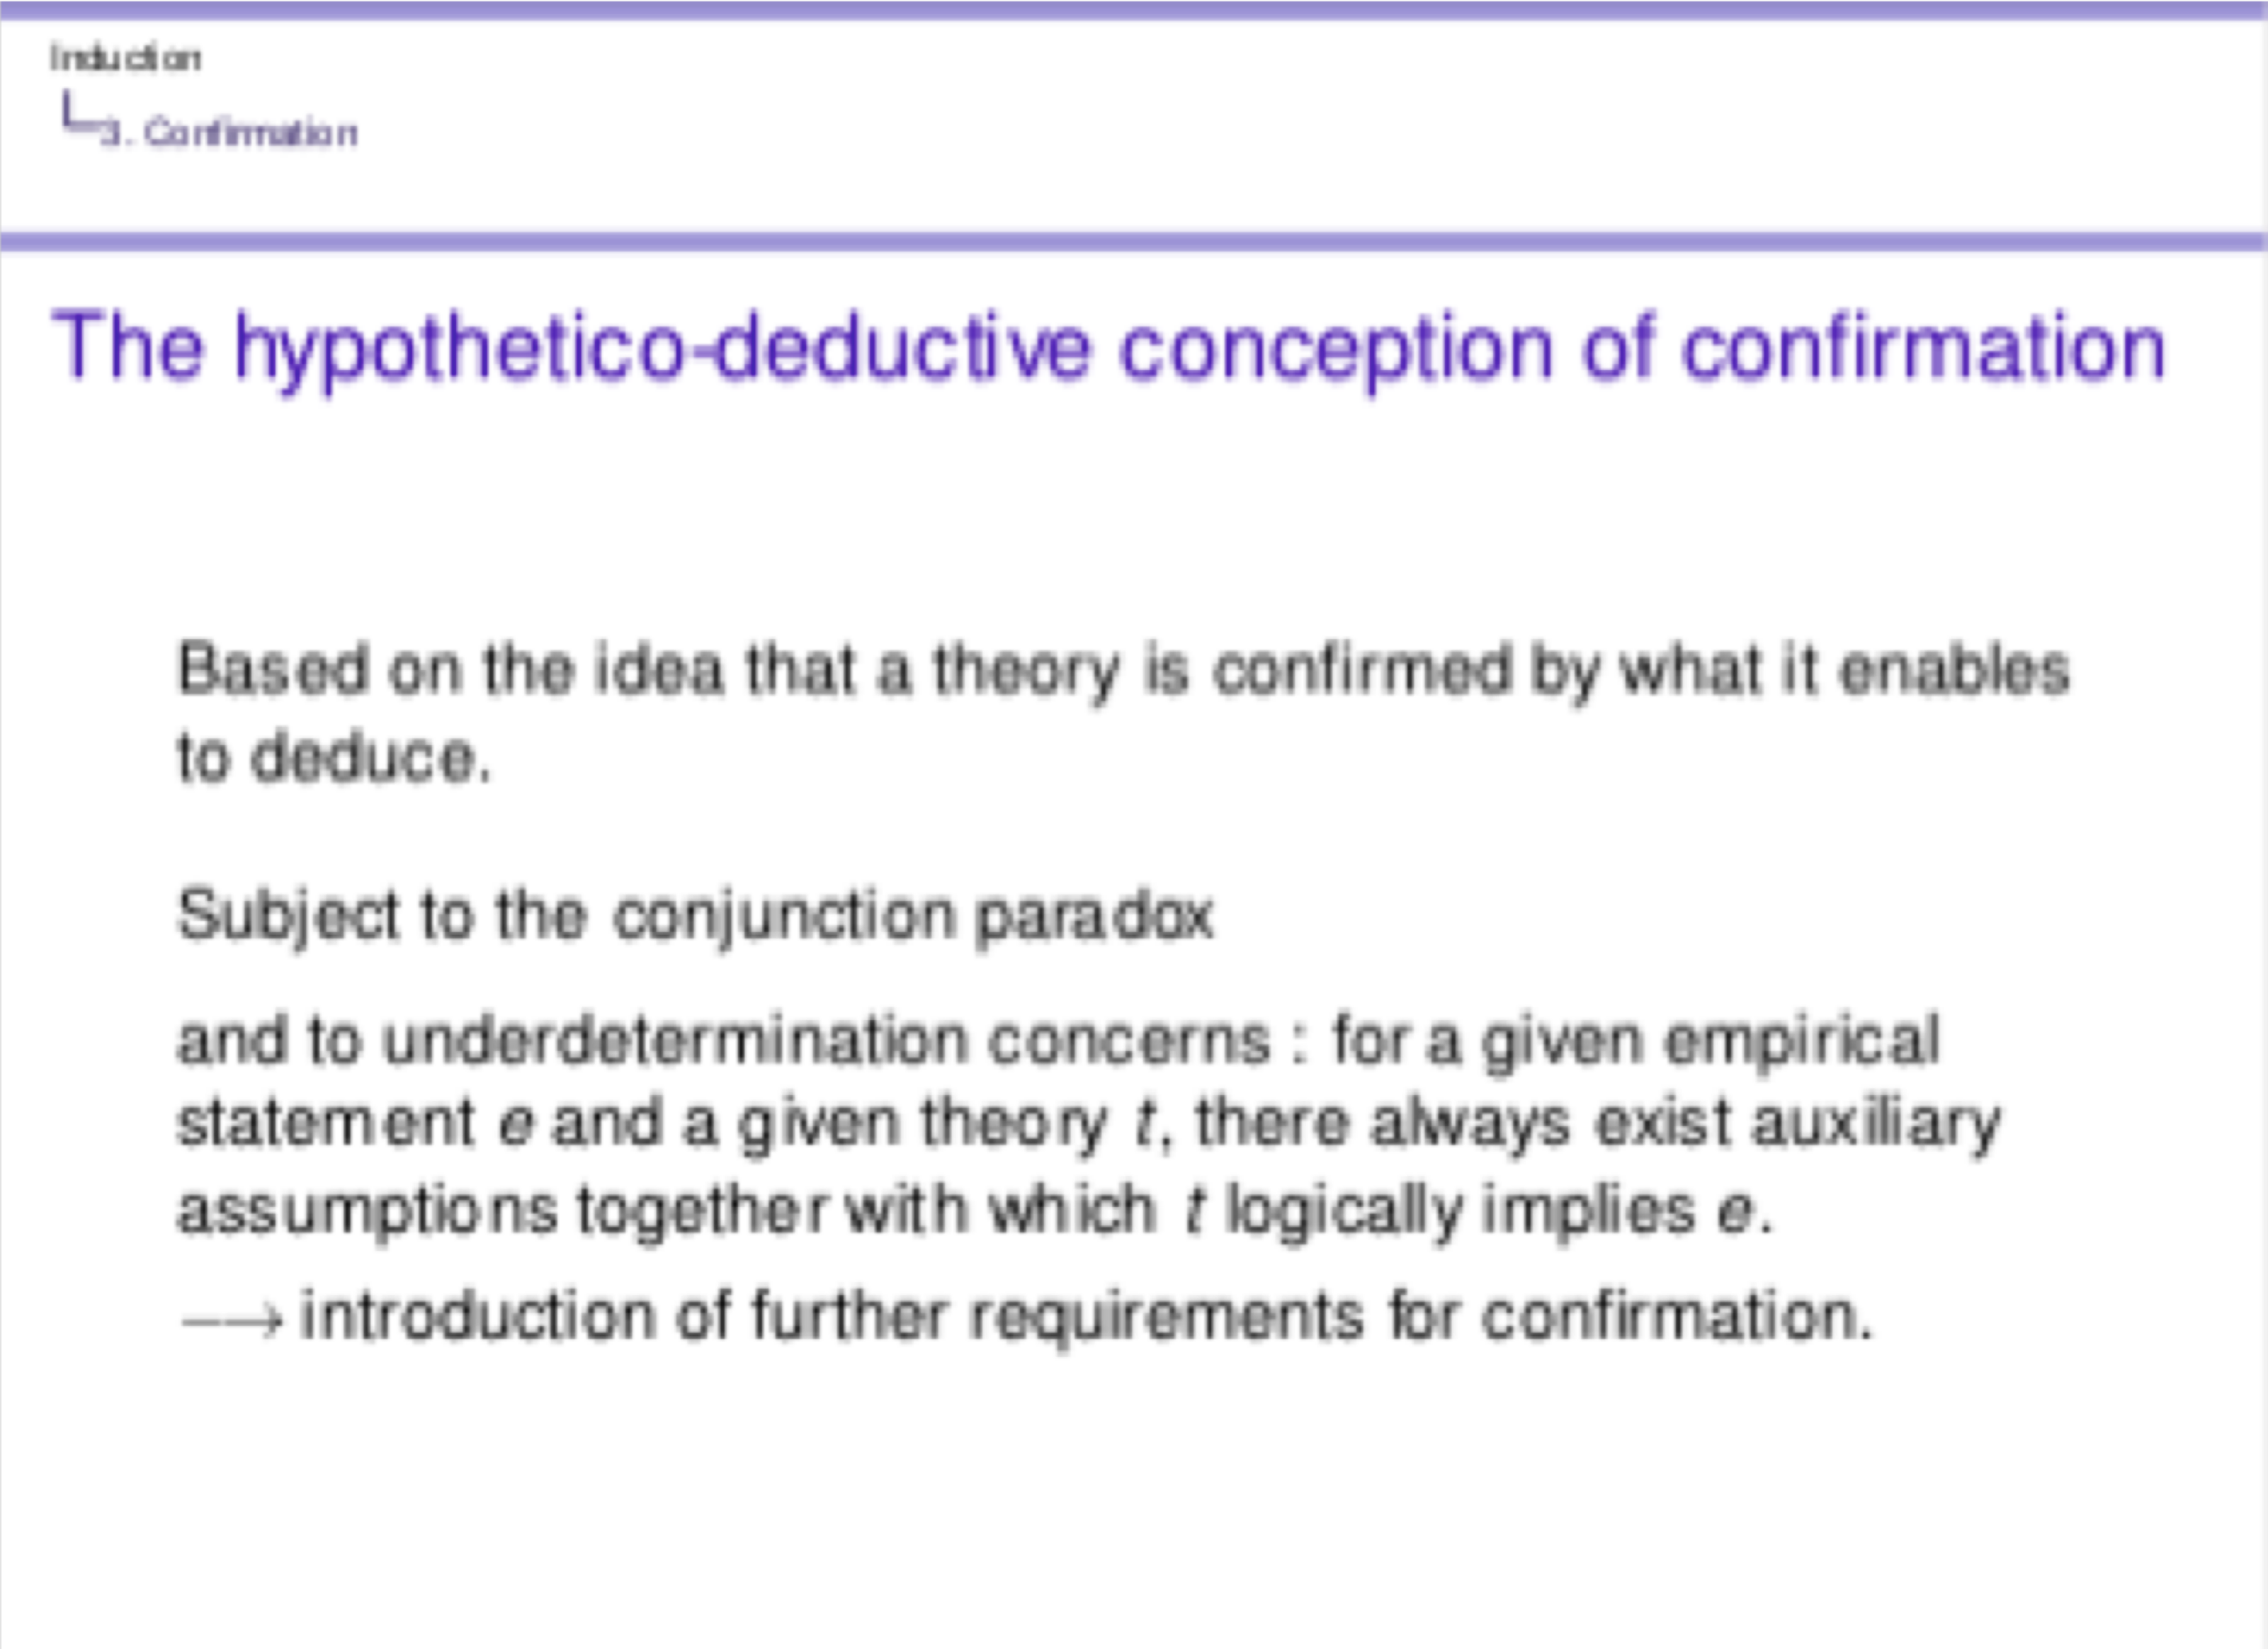 Induction
3. Confirmation
The hypothetico-deductive conception of confirmation
Based on the idea that a theory is confirmed by what it enables
to deduce.
Subject to the conjunction paradox
and to underdetermination concerns : for a given empirical
statement e and a given theory t, there always exist auxiliary
assumptions together with which t logically implies e.
⟶ introduction of further requirements for confirmation.